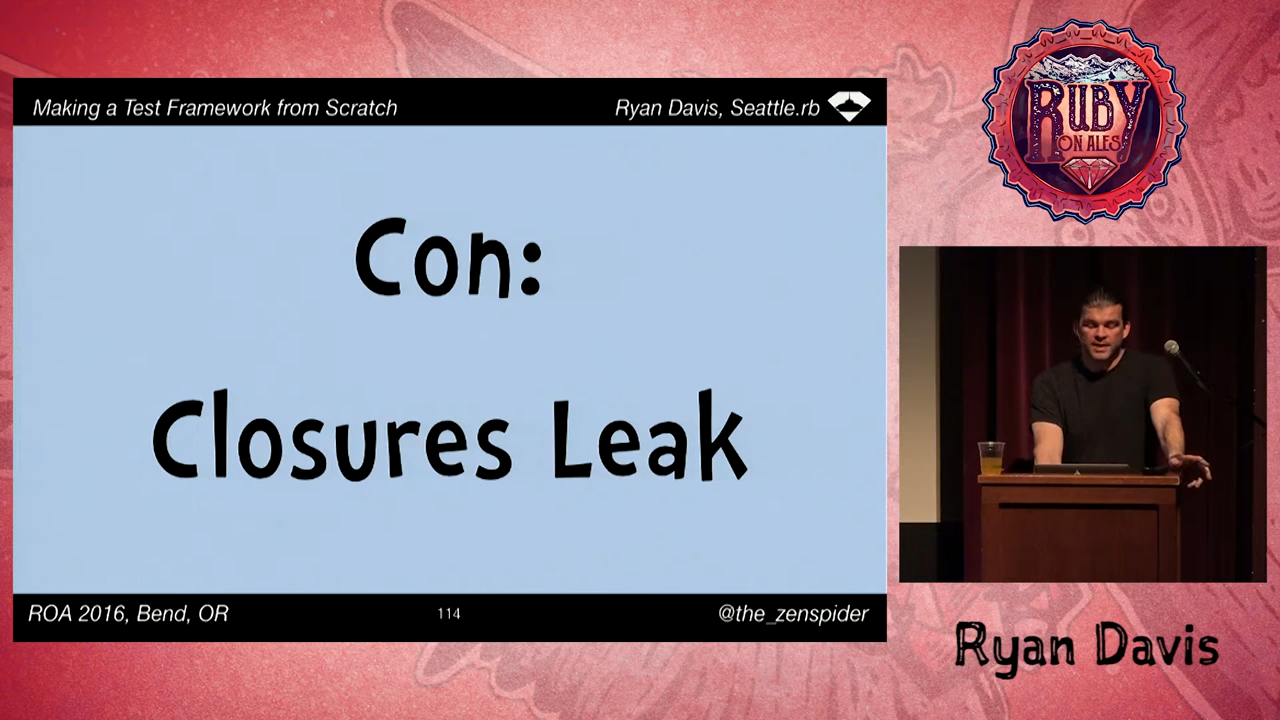 Making a Test Framework from Scratch
Ryan Davis, Seattle.rb
Con:
Closures Leak
ROA 2016, Bend, OR
114
@the_zenspider
RUBY
ON ALES
Ryan Davis